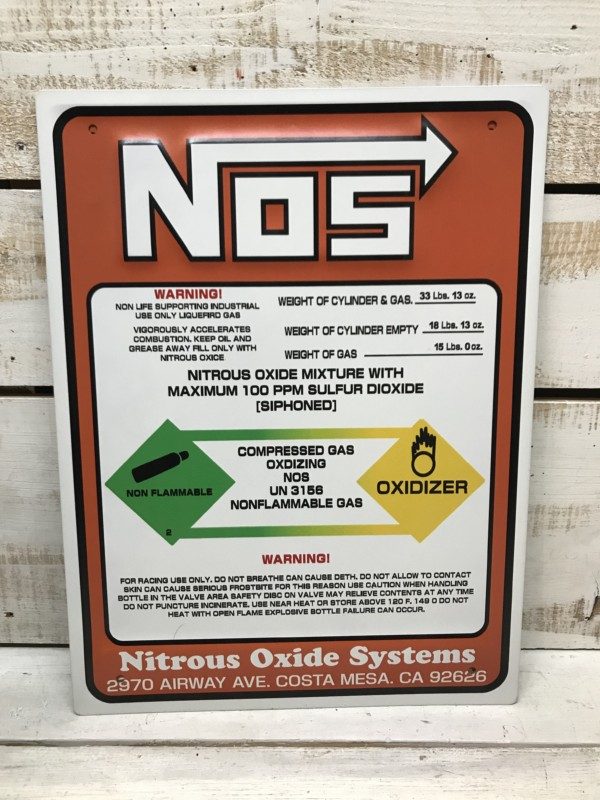 NOS
WARNING!
NON LIFE SUPPORTING INDUSTRIAL
USE ONLY LIQUEFIRD GAS
VIGOROUSLY ACCELERATES
COMBUSTION. KEEP OIL AND
GREASE AWAY FILL ONLY WITH
NITROUS OXICE
WEIGHT OF CYLINDER & GAS. 33 Lbs. 13 oz.
WEIGHT OF CYLINDER EMPTY 18 Lbs. 13 oz.
WEIGHT OF GAS 15 Lbs. 0 oz.
NITROUS OXIDE MIXTURE WITH
MAXIMUM 100 PPM SULFUR DIOXIDE
[SIPHONED]
NON FLAMMABLE
2
COMPRESSED GAS
OXDIZING
NOS
UN 3156
NONFLAMMABLE GAS
OXIDIZER
WARNING!
FOR RACING USE ONLY. DO NOT BREATHE CAN CAUSE DETH. DO NOT ALLOW TO CONTACT
SKIN CAN CAUSE SERIOUS FROSTBITE FOR THIS REASON USE CAUTION WHEN HANDLING
BOTTLE IN THE VALVE AREA SAFETY DISC ON VALVE MAY RELIEVE CONTENTS AT ANY TIME
DO NOT PUNCTURE INCINERATE. USE NEAR HEAT OR STORE ABOVE 120 F. 149 0 DO NOT
HEAT WITH OPEN FLAME EXPLOSIVE BOTTLE FAILURE CAN OCCUR.
Nitrous Oxide Systems
2970 AIRWAY AVE. COSTA MESA. CA 92626